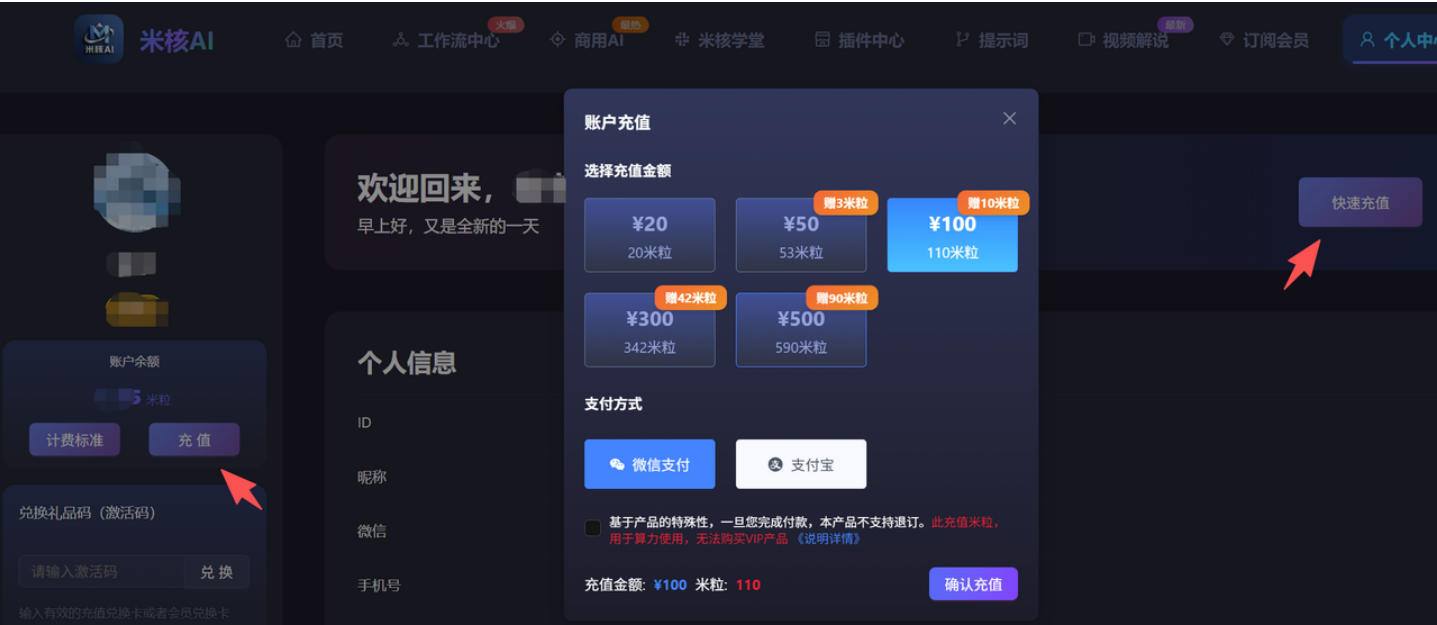 米核AI
米核AI
首页
工作流中心
火爆
商用AI
最热
米核学堂
插件中心
提示词
视频解说
最新
订阅会员
个人中心
账户余额
米粒
计费标准
充 值
兑换礼品码（激活码）
请输入激活码
兑 换
输入有效的充值兑换卡或者会员兑换卡
欢迎回来，
早上好，又是全新的一天
快速充值
个人信息
ID
昵称
微信
手机号
账户充值
选择充值金额
¥20
20米粒
赠3米粒
¥50
53米粒
赠10米粒
¥100
110米粒
赠42米粒
¥300
342米粒
赠90米粒
¥500
590米粒
支付方式
微信支付
支付宝
基于产品的特殊性，一旦您完成付款，本产品不支持退订。此充值米粒，
用于算力使用，无法购买VIP产品 《说明详情》
充值金额: ¥100 米粒: 110
确认充值